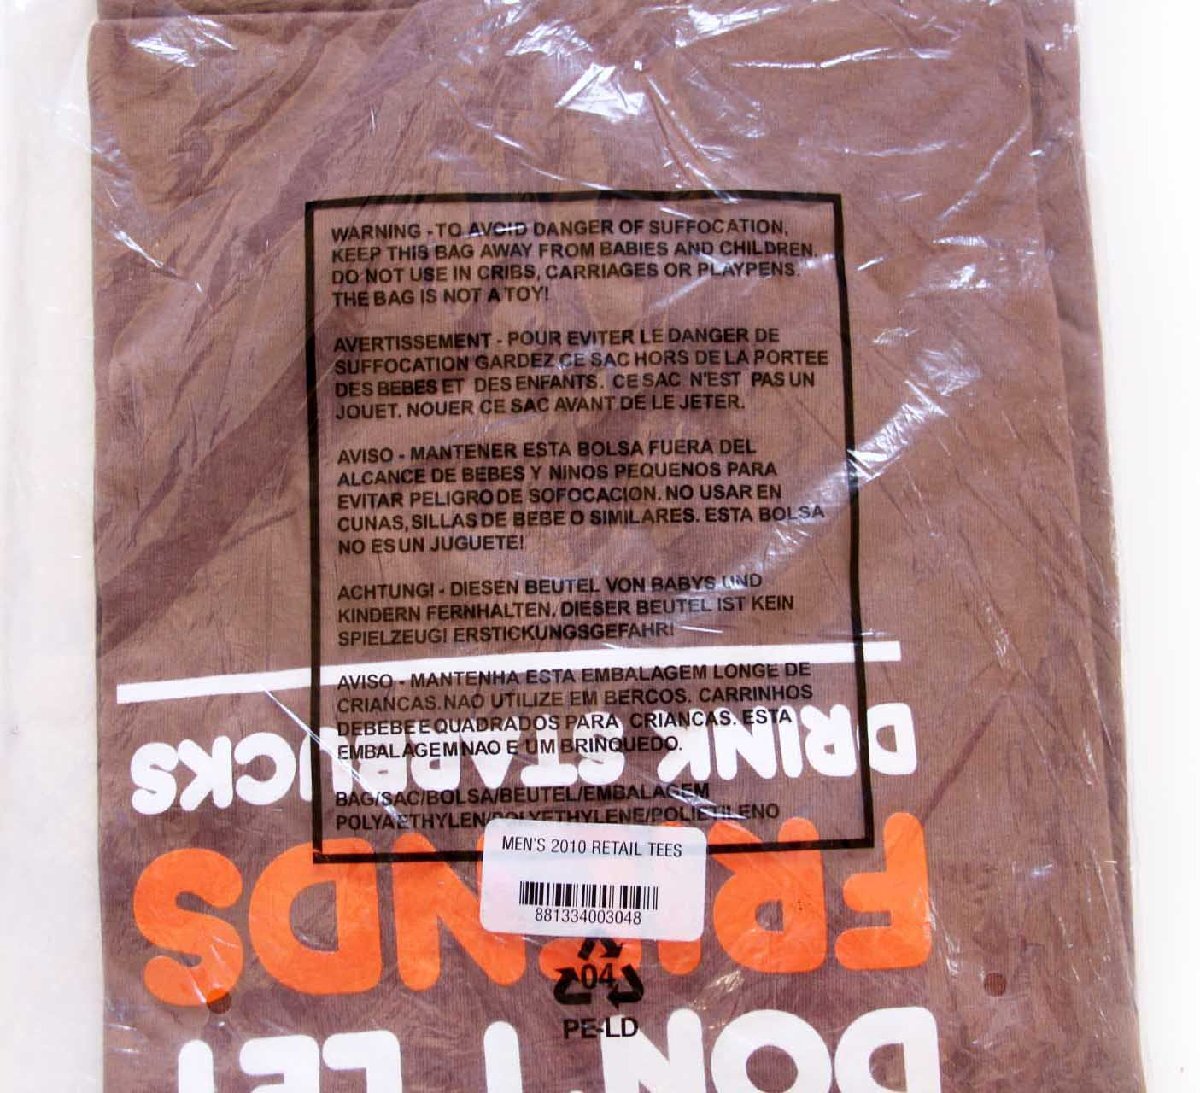 WARNING - TO AVOID DANGER OF SUFFOCATION,
KEEP THIS BAG AWAY FROM BABIES AND CHILDREN.
DO NOT USE IN CRIBS, CARRIAGES OR PLAYPENS.
THE BAG IS NOT A TOY!
AVERTISSEMENT - POUR EVITER LE DANGER DE
SUFFOCATION GARDEZ CE SAC HORS DE LA PORTEE
DES BEBES ET DES ENFANTS. CE SAC N'EST PAS UN
JOUET. NOUER CE SAC AVANT DE LE JETER.
AVISO - MANTENER ESTA BOLSA FUERA DEL
ALCANCE DE BEBES Y NINOS PEQUENOS PARA
EVITAR PELIGRO DE SOFOCACION. NO USAR EN
CUNAS, SILLAS DE BEBE O SIMILARES. ESTA BOLSA
NO ES UN JUGUETE!
ACHTUNG! - DIESEN BEUTEL VON BABYS UND
KINDERN FERNHALTEN. DIESER BEUTEL IST KEIN
SPIELZEUG! ERSTICKUNGSGEFAHR!
AVISO - MANTENHA ESTA EMBALAGEM LONGE DE
CRIANCAS. NAO UTILIZE EM BERCOS, CARRINHOS
DEBEBE E QUADRADOS PARA CRIANCAS. ESTA
EMBALAGEM NAO E UM BRINQUEDO.
BAG/SAC/BOLSA/BEUTEL/EMBALAGEM
POLYAETHYLEN/POLYETHYLENE/POLIETILENO
MEN'S 2010 RETAIL TEES
881334003048
04
PE-LD
DON'T LET
FRIENDS
DRINK STARBUCKS